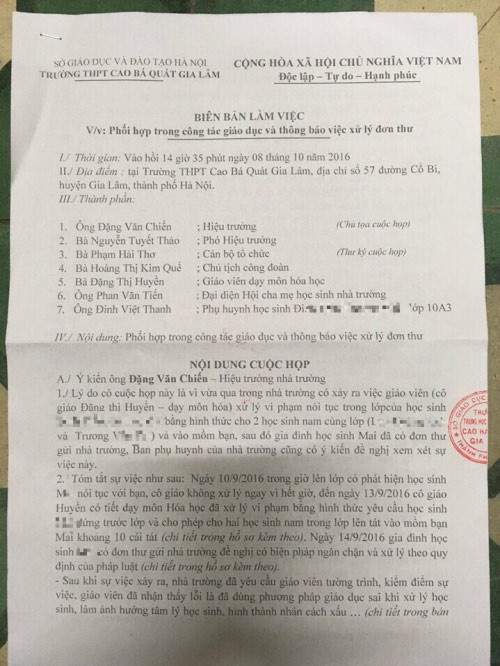 SỞ GIÁO DỤC VÀ ĐÀO TẠO HÀ NỘI
TRƯỜNG THPT CAO BÁ QUÁT GIA LÂM
CỘNG HÒA XÃ HỘI CHỦ NGHĨA VIỆT NAM
Độc lập – Tự do – Hạnh phúc
BIÊN BẢN LÀM VIỆC
V/v: Phối hợp trong công tác giáo dục và thông báo việc xử lý đơn thư
I./ Thời gian: Vào hồi 14 giờ 35 phút ngày 08 tháng 10 năm 2016
II./ Địa điểm : tại Trường THPT Cao Bá Quát Gia Lâm, địa chỉ số 57 đường Cổ Bi,
huyện Gia Lâm, thành phố Hà Nội.
III./ Thành phần:
1. Ông Đặng Văn Chiến ; Hiệu trưởng (Chủ tọa cuộc họp)
2. Bà Nguyễn Tuyết Thảo ; Phó Hiệu trưởng
3. Bà Phạm Hải Thơ ; Cán bộ tổ chức (Thư ký cuộc họp)
4. Bà Hoàng Thị Kim Quế ; Chủ tịch công đoàn
5. Bà Đặng Thị Huyền ; Giáo viên dạy môn hóa học
6. Ông Phan Văn Tiến ; Đại diện Hội cha mẹ học sinh nhà trường
7. Ông Đinh Việt Thanh ; Phụ huynh học sinh lớp 10A3
IV./ Nội dung: Phối hợp trong công tác giáo dục và thông báo việc xử lý đơn thư
NỘI DUNG CUỘC HỌP
A./ Ý kiến ông Đặng Văn Chiến – Hiệu trưởng nhà trường
1./ Lý do có cuộc họp này là vì vừa qua trong nhà trường có xảy ra việc giáo viên (cô
giáo Đặng thị Huyền – dạy môn hóa) xử lý vi phạm nói tục trong lớpcủa học sinh
bằng hình thức cho 2 học sinh nam cùng lớp (
và Trương ) và vào mồm bạn, sau đó gia đình học sinh Mai đã có đơn thư
gửi nhà trường, Ban phụ huynh của nhà trường cũng có ý kiến đề nghị xem xét sự
việc này.
2. Tóm tắt sự việc như sau: Ngày 10/9/2016 trong giờ lên lớp có phát hiện học sinh
nói tục với bạn, cô giáo không xử lý ngay vì hết giờ, đến ngày 13/9/2016 cô giáo
Huyền có tiết dạy môn Hóa học đã xử lý vi phạm bằng hình thức yêu cầu học sinh
đứng trước lớp và cho phép cho hai học sinh nam trong lớp lên tát vào mồm bạn
Mai khoảng 10 cái tát (chi tiết trong hồ sơ kèm theo). Ngày 14/9/2016 gia đình học
sinh có đơn thư gửi nhà trường đề nghị có biện pháp ngăn chặn và xử lý theo quy
định của pháp luật (chi tiết trong hồ sơ kèm theo).
- Sau khi sự việc xảy ra, nhà trường đã yêu cầu giáo viên tường trình, kiểm điểm sự
việc, giáo viên đã nhận thấy lỗi là đã dùng phương pháp giáo dục sai khi xử lý học
sinh, làm ảnh hưởng tâm lý học sinh, hình thành nhân cách xấu … (chi tiết trong bản